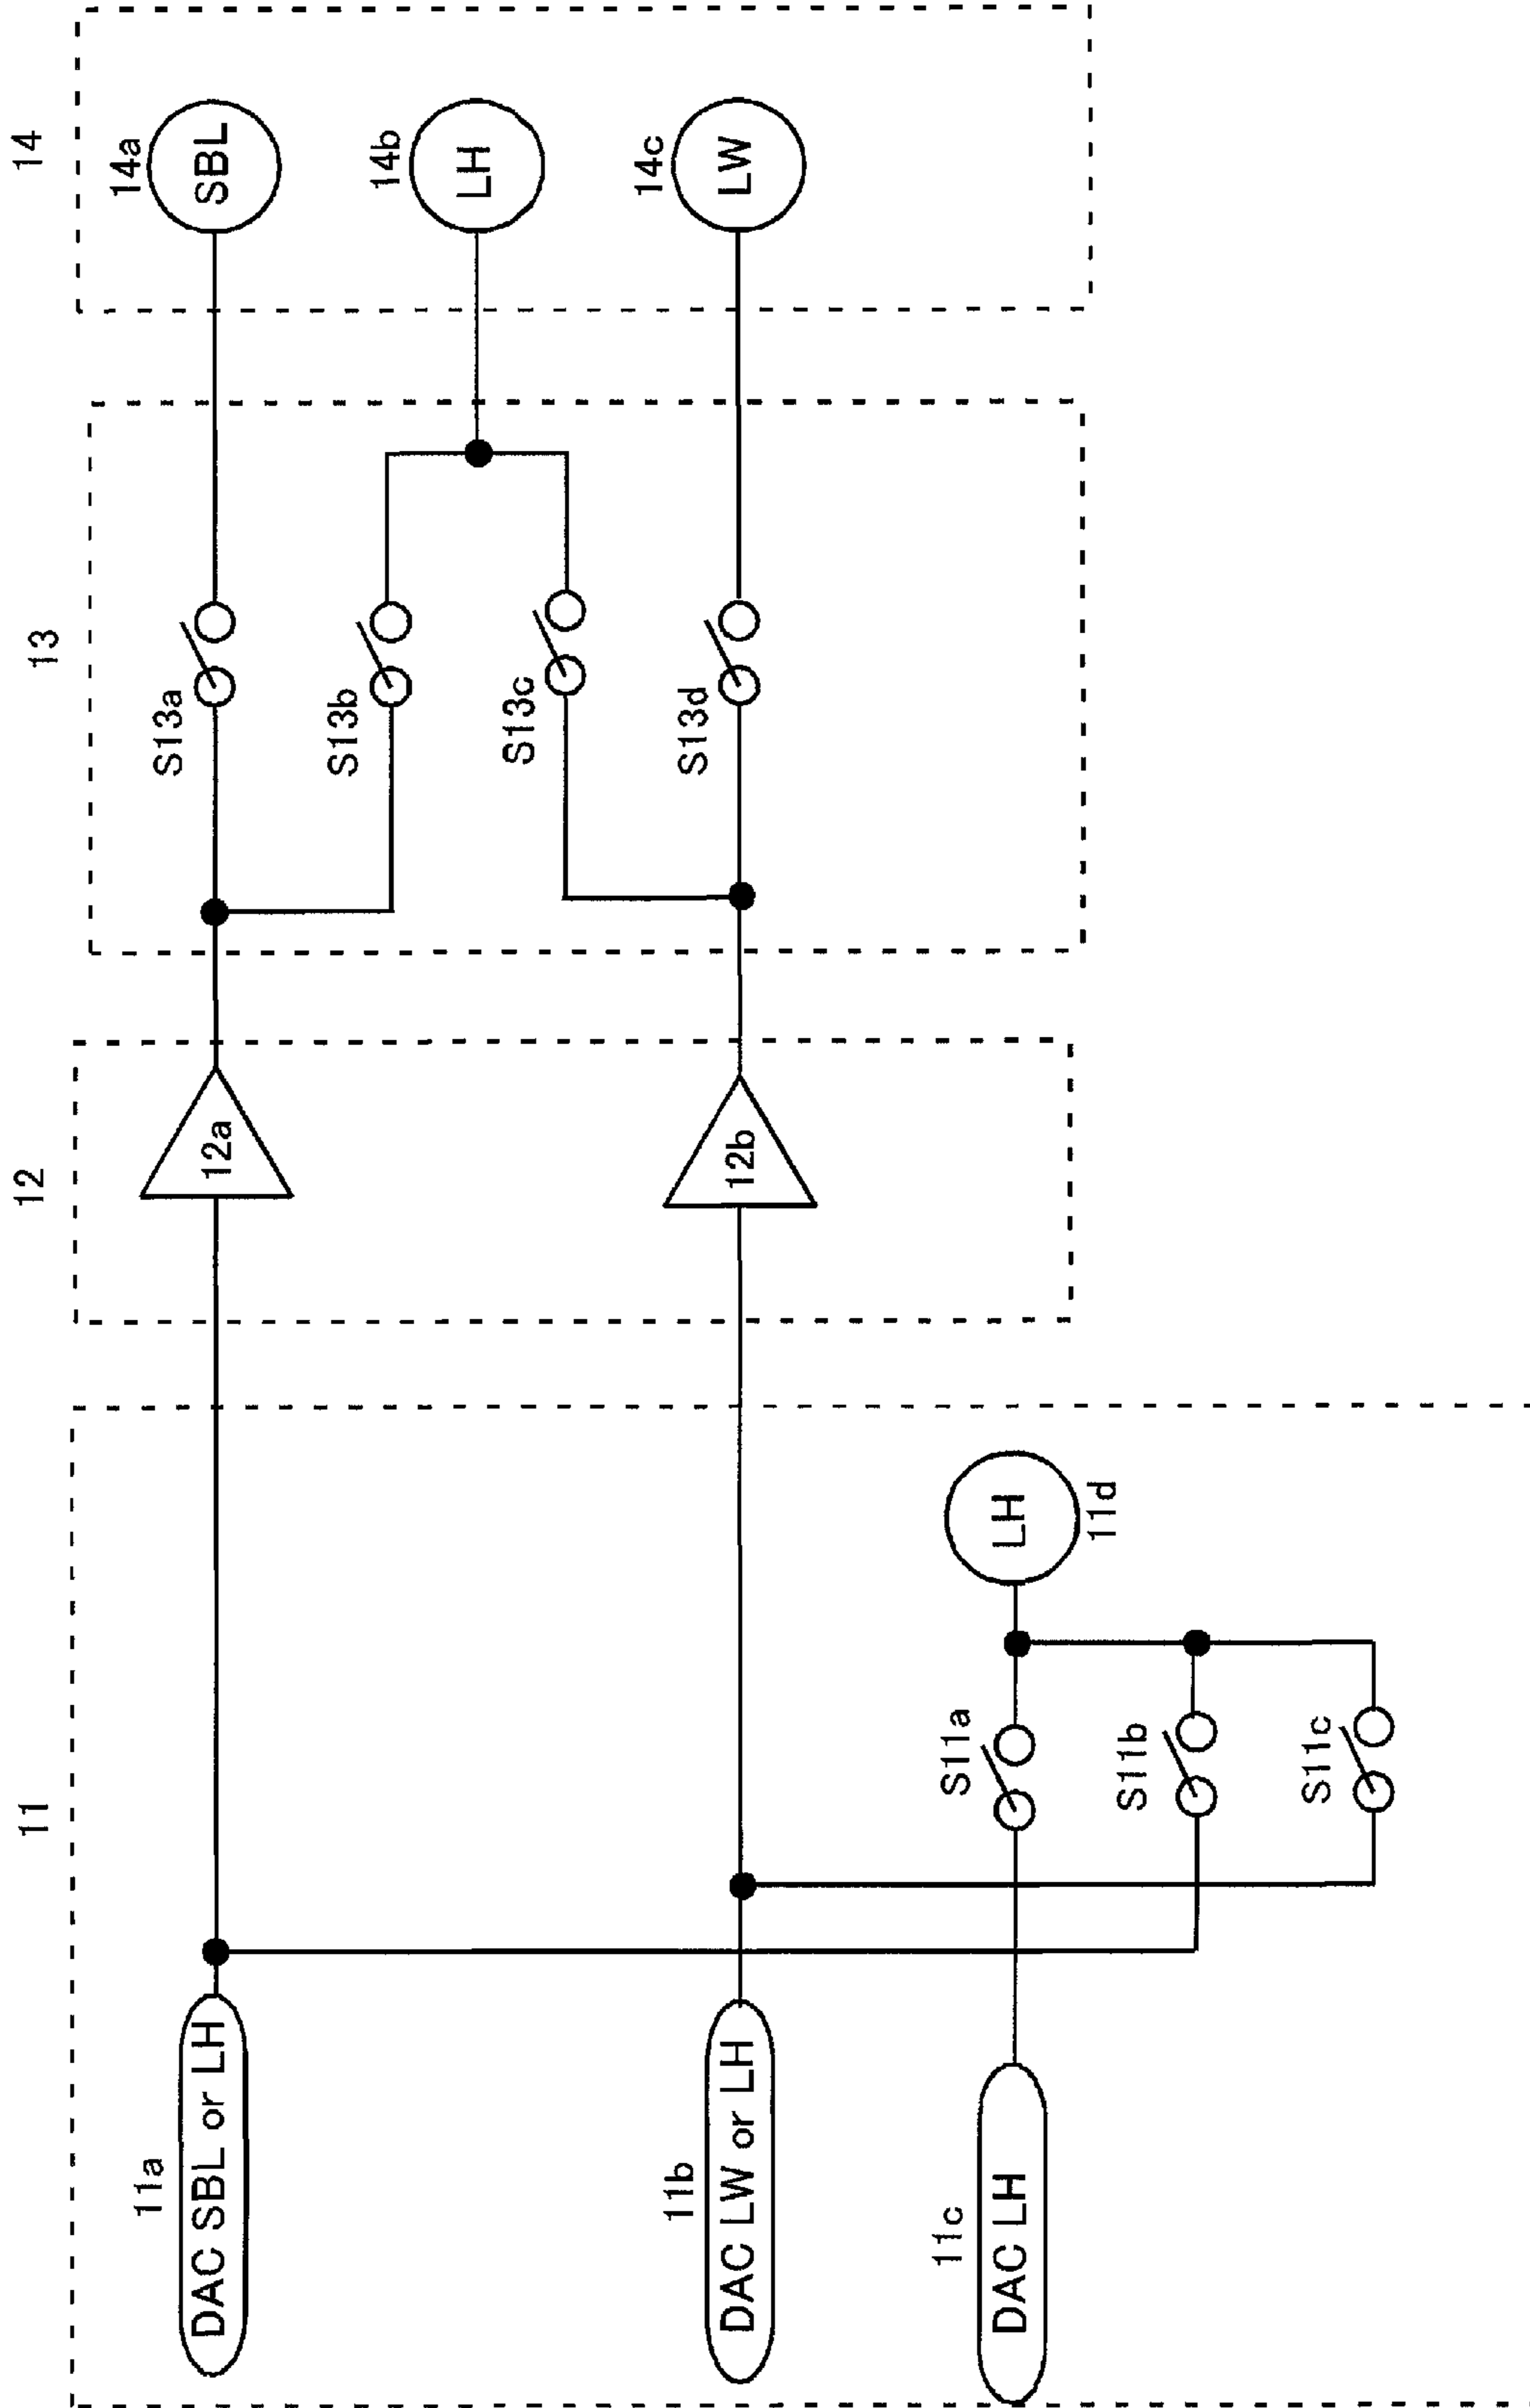 11
12
13
14
11a
DAC SBL or LH
12a
S13a
14a
SBL
S13b
14b
LH
S13c
11b
DAC LW or LH
12b
S13d
14c
LW
11c
DAC LH
S11a
LH
11d
S11b
S11c